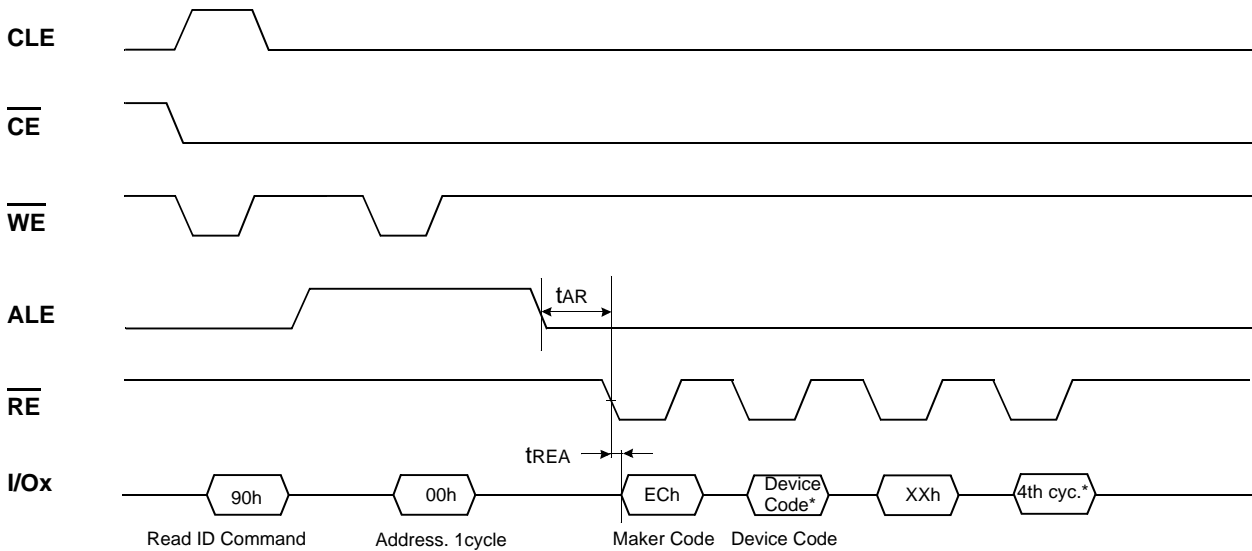 CLE
CE
WE
ALE
tAR
RE
tREA
I/Ox
90h
00h
ECh
Device
Code*
XXh
4th cyc.*
Read ID Command
Address. 1cycle
Maker Code
Device Code